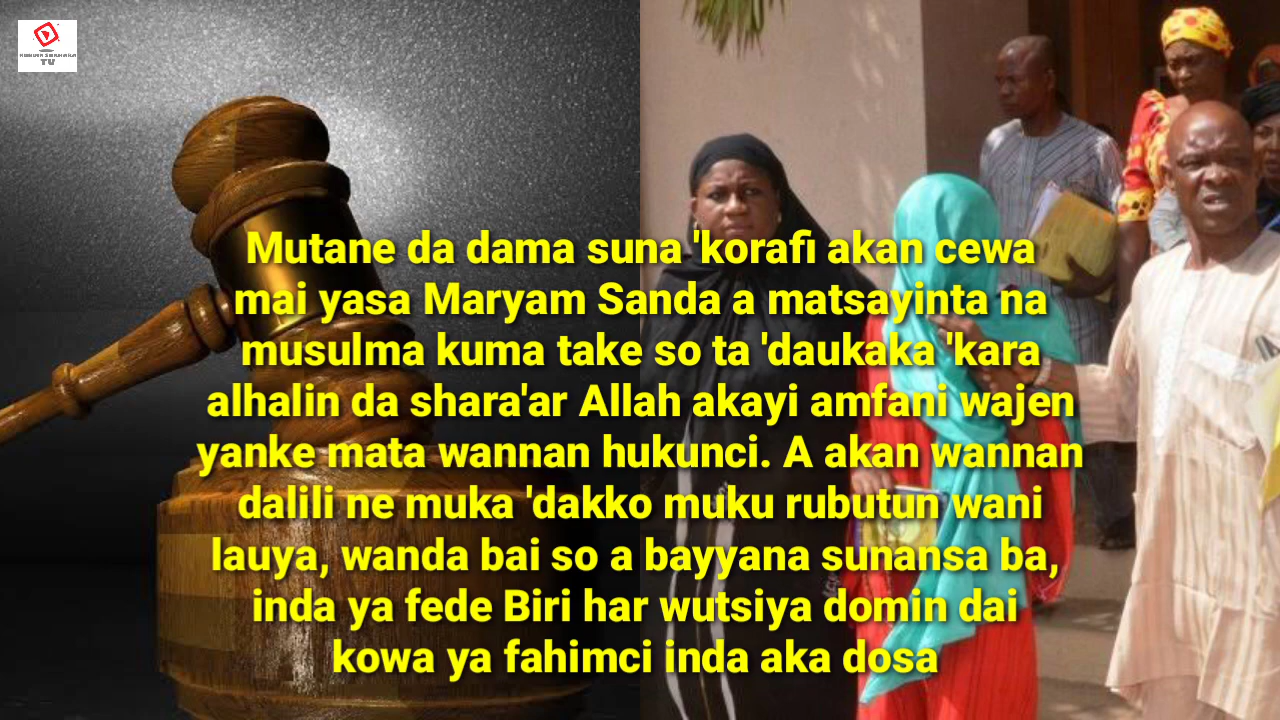 TV
Mutane da dama suna 'korafi akan cewa
mai yasa Maryam Sanda a matsayinta na
musulma kuma take so ta 'daukaka 'kara
alhalin da shara'ar Allah akayi amfani wajen
yanke mata wannan hukunci. A akan wannan
dalili ne muka 'dakko muku rubutun wani
lauya, wanda bai so a bayyana sunansa ba,
inda ya fede Biri har wutsiya domin dai
kowa ya fahimci inda aka dosa